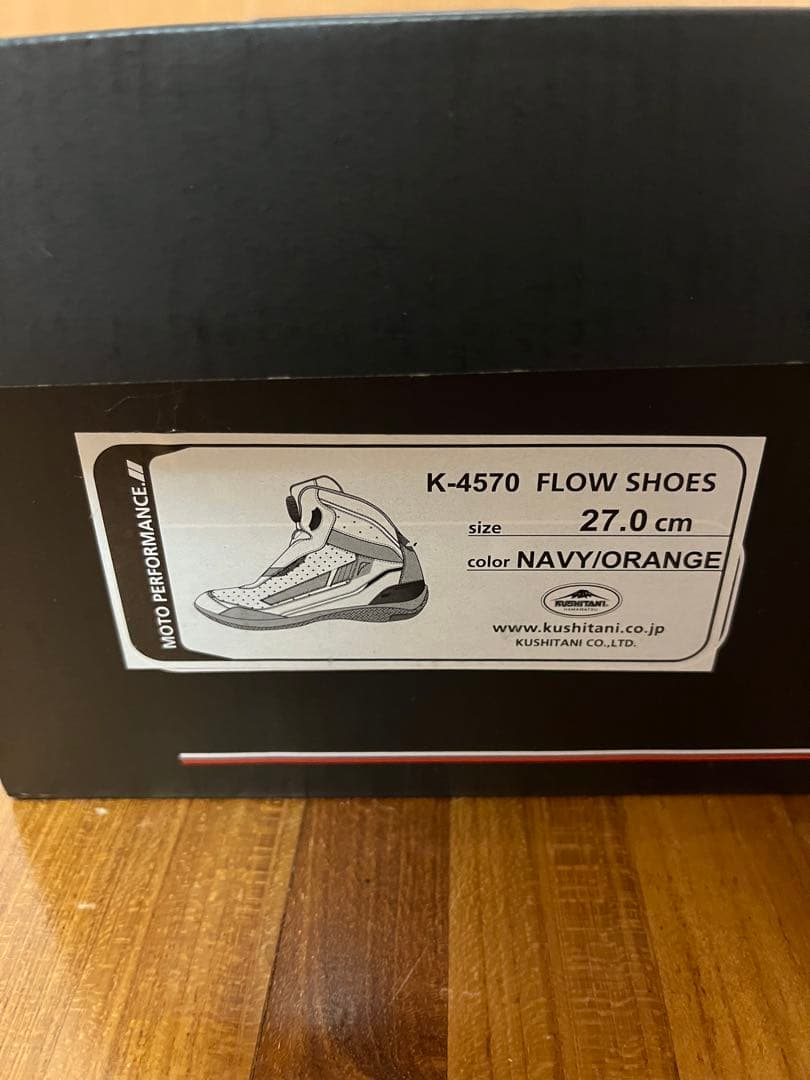 MOTO PERFORMANCE.//
K-4570 FLOW SHOES
size 27.0 cm
color NAVY/ORANGE
KUSHITANI
HAMAMATSU
www.kushitani.co.jp
KUSHITANI CO.,LTD.